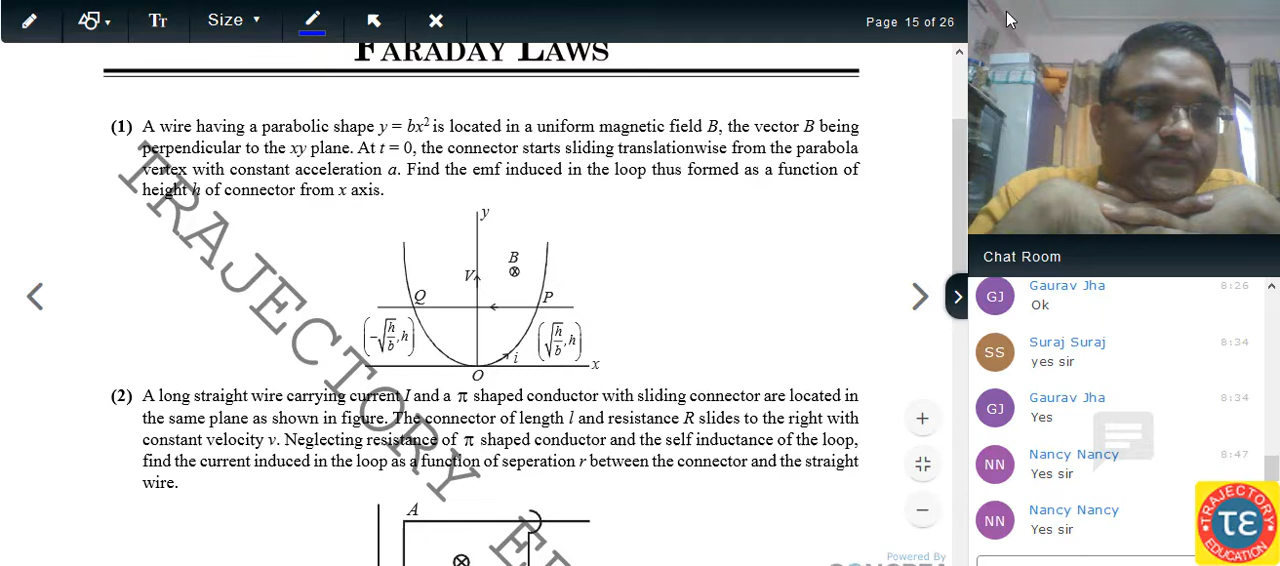 Tт
Size
Page 15 of 26
FARADAY LAWS
(1) A wire having a parabolic shape y = bx² is located in a uniform magnetic field B, the vector B being
perpendicular to the xy plane. At t = 0, the connector starts sliding translationwise from the parabola
vertex with constant acceleration a. Find the emf induced in the loop thus formed as a function of
height h of connector from x axis.
y
B
V
Q
P
(-√h/b, h)
(√h/b, h)
i
x
O
(2) A long straight wire carrying current I and a π shaped conductor with sliding connector are located in
the same plane as shown in figure. The connector of length l and resistance R slides to the right with
constant velocity v. Neglecting resistance of π shaped conductor and the self inductance of the loop,
find the current induced in the loop as a function of seperation r between the connector and the straight
wire.
A
TRAJECTORY
Chat Room
GJ
Gaurav Jha
8:26
Ok
SS
Suraj Suraj
8:34
yes sir
GJ
Gaurav Jha
8:34
Yes
NN
Nancy Nancy
8:47
Yes sir
NN
Nancy Nancy
Yes sir
Powered By
TRAJECTORY
TE
EDUCATION